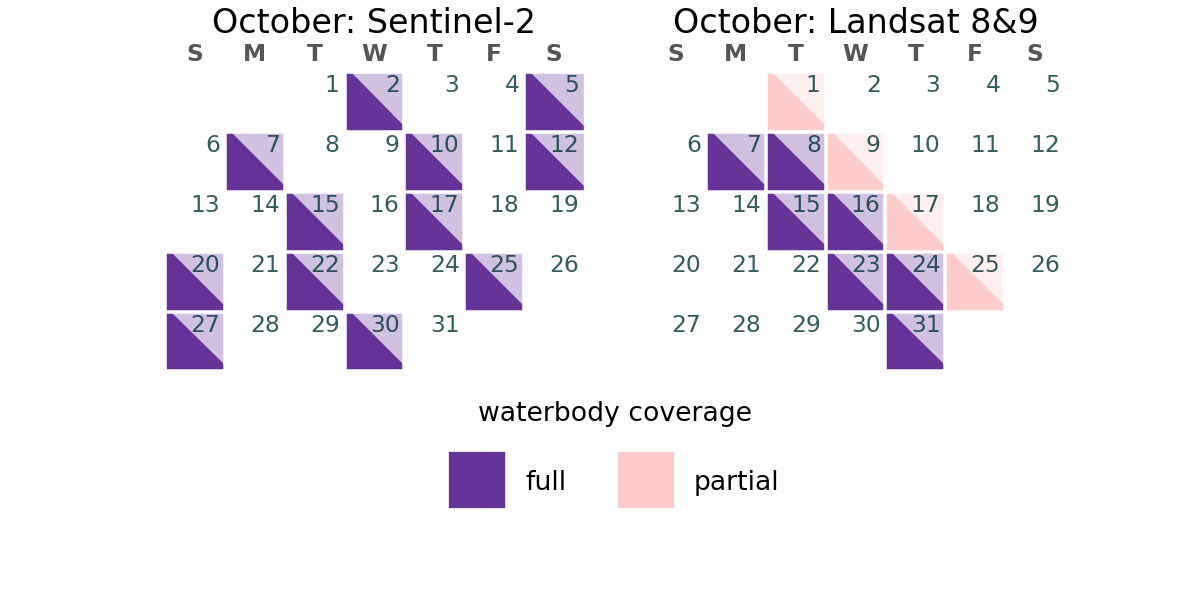 October: Sentinel-2
S M T W T F S
1 2 3 4 5
6 7 8 9 10 11 12
13 14 15 16 17 18 19
20 21 22 23 24 25 26
27 28 29 30 31
October: Landsat 8&9
S M T W T F S
1 2 3 4 5
6 7 8 9 10 11 12
13 14 15 16 17 18 19
20 21 22 23 24 25 26
27 28 29 30 31
waterbody coverage
full
partial